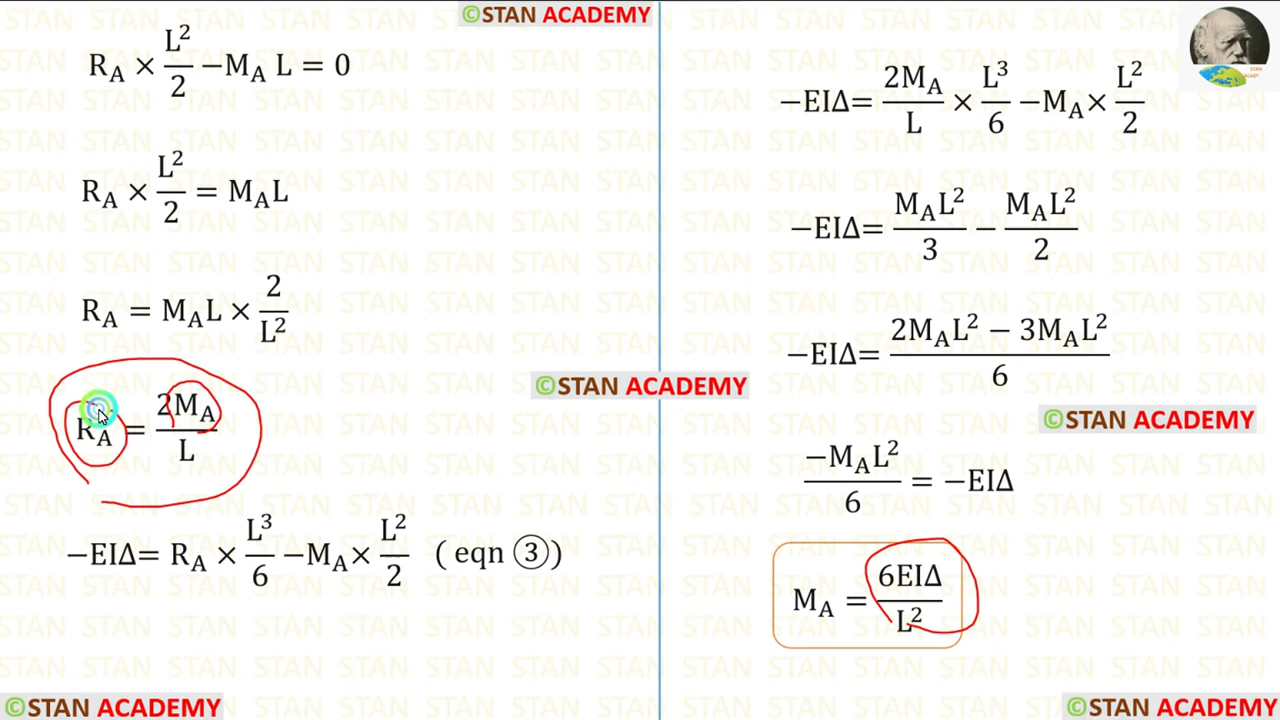 ©STAN ACADEMY
R_A × L²/2 −M_A L = 0
R_A × L²/2 = M_A L
R_A = M_A L × 2/L²
R_A = 2M_A/L
−EIΔ= R_A × L³/6 −M_A× L²/2 ( eqn ③)
©STAN ACADEMY
©STAN ACADEMY
−EIΔ= 2M_A/L × L³/6 −M_A× L²/2
−EIΔ= M_A L²/3 − M_A L²/2
−EIΔ= (2M_A L² − 3M_A L²)/6
©STAN ACADEMY
−M_A L²/6 = −EIΔ
M_A = 6EIΔ/L²
©STAN ACADEMY